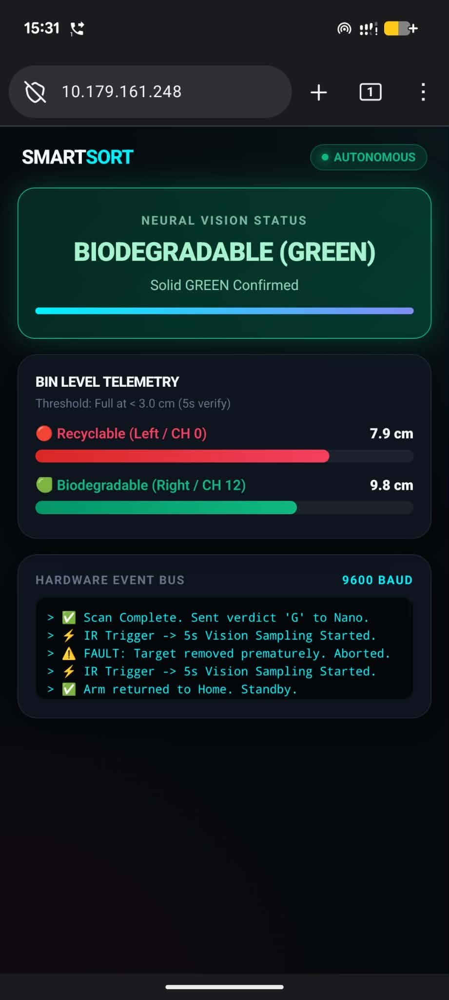 15:31
10.179.161.248
1
SMARTSORT
AUTONOMOUS
NEURAL VISION STATUS
BIODEGRADABLE (GREEN)
Solid GREEN Confirmed
BIN LEVEL TELEMETRY
Threshold: Full at < 3.0 cm (5s verify)
Recyclable (Left / CH 0) 7.9 cm
Biodegradable (Right / CH 12) 9.8 cm
HARDWARE EVENT BUS 9600 BAUD
> ✅ Scan Complete. Sent verdict 'G' to Nano.
> ⚡ IR Trigger -> 5s Vision Sampling Started.
> ⚠️ FAULT: Target removed prematurely. Aborted.
> ⚡ IR Trigger -> 5s Vision Sampling Started.
> ✅ Arm returned to Home. Standby.